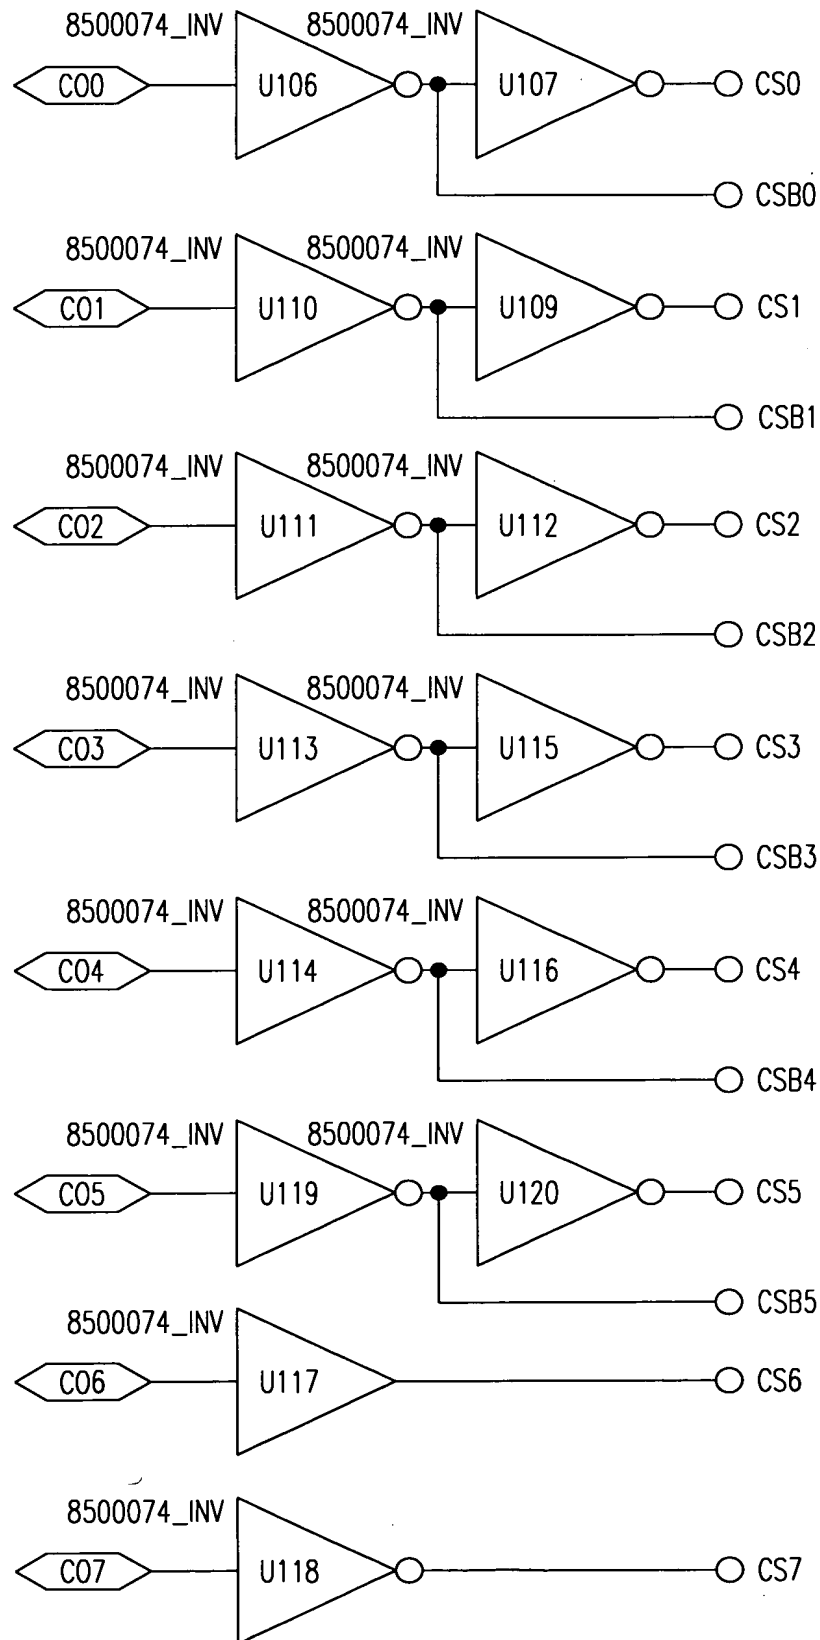 8500074_INV 8500074_INV
C00 U106 U107 CS0
CSB0
8500074_INV 8500074_INV
C01 U110 U109 CS1
CSB1
8500074_INV 8500074_INV
C02 U111 U112 CS2
CSB2
8500074_INV 8500074_INV
C03 U113 U115 CS3
CSB3
8500074_INV 8500074_INV
C04 U114 U116 CS4
CSB4
8500074_INV 8500074_INV
C05 U119 U120 CS5
CSB5
8500074_INV
C06 U117 CS6
8500074_INV
C07 U118 CS7